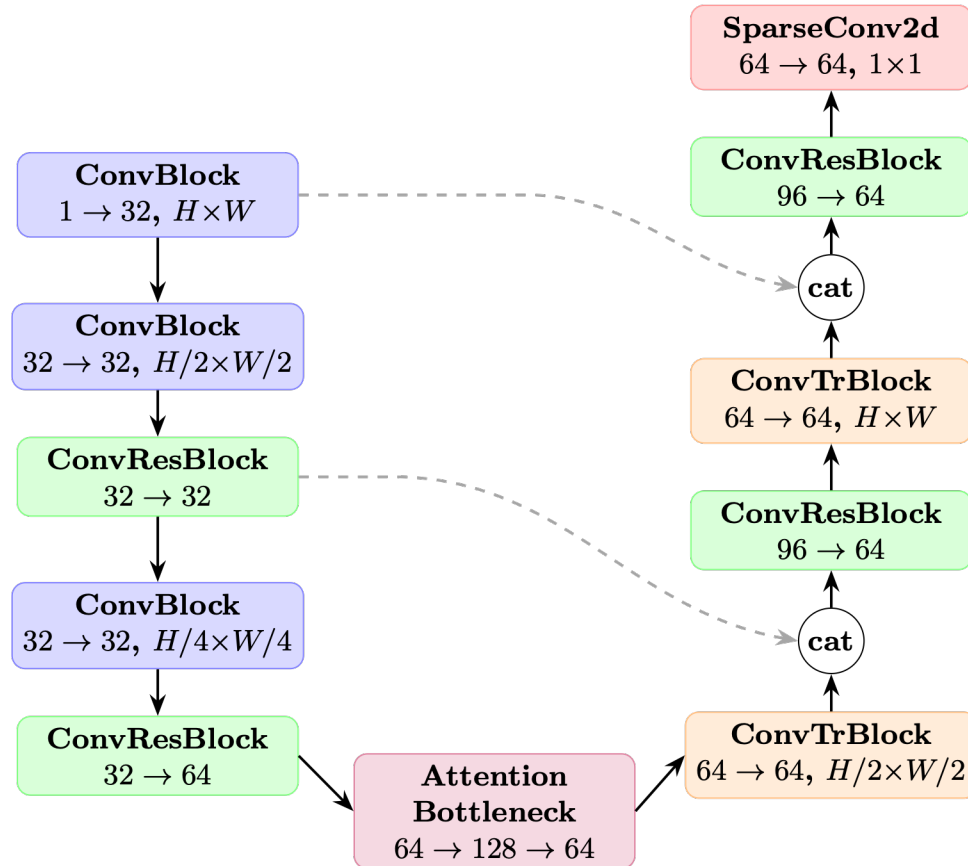 ConvBlock
1 → 32, H×W
ConvBlock
32 → 32, H/2×W/2
ConvResBlock
32 → 32
ConvBlock
32 → 32, H/4×W/4
ConvResBlock
32 → 64
Attention
Bottleneck
64 → 128 → 64
ConvTrBlock
64 → 64, H/2×W/2
cat
ConvResBlock
96 → 64
ConvTrBlock
64 → 64, H×W
cat
ConvResBlock
96 → 64
SparseConv2d
64 → 64, 1×1